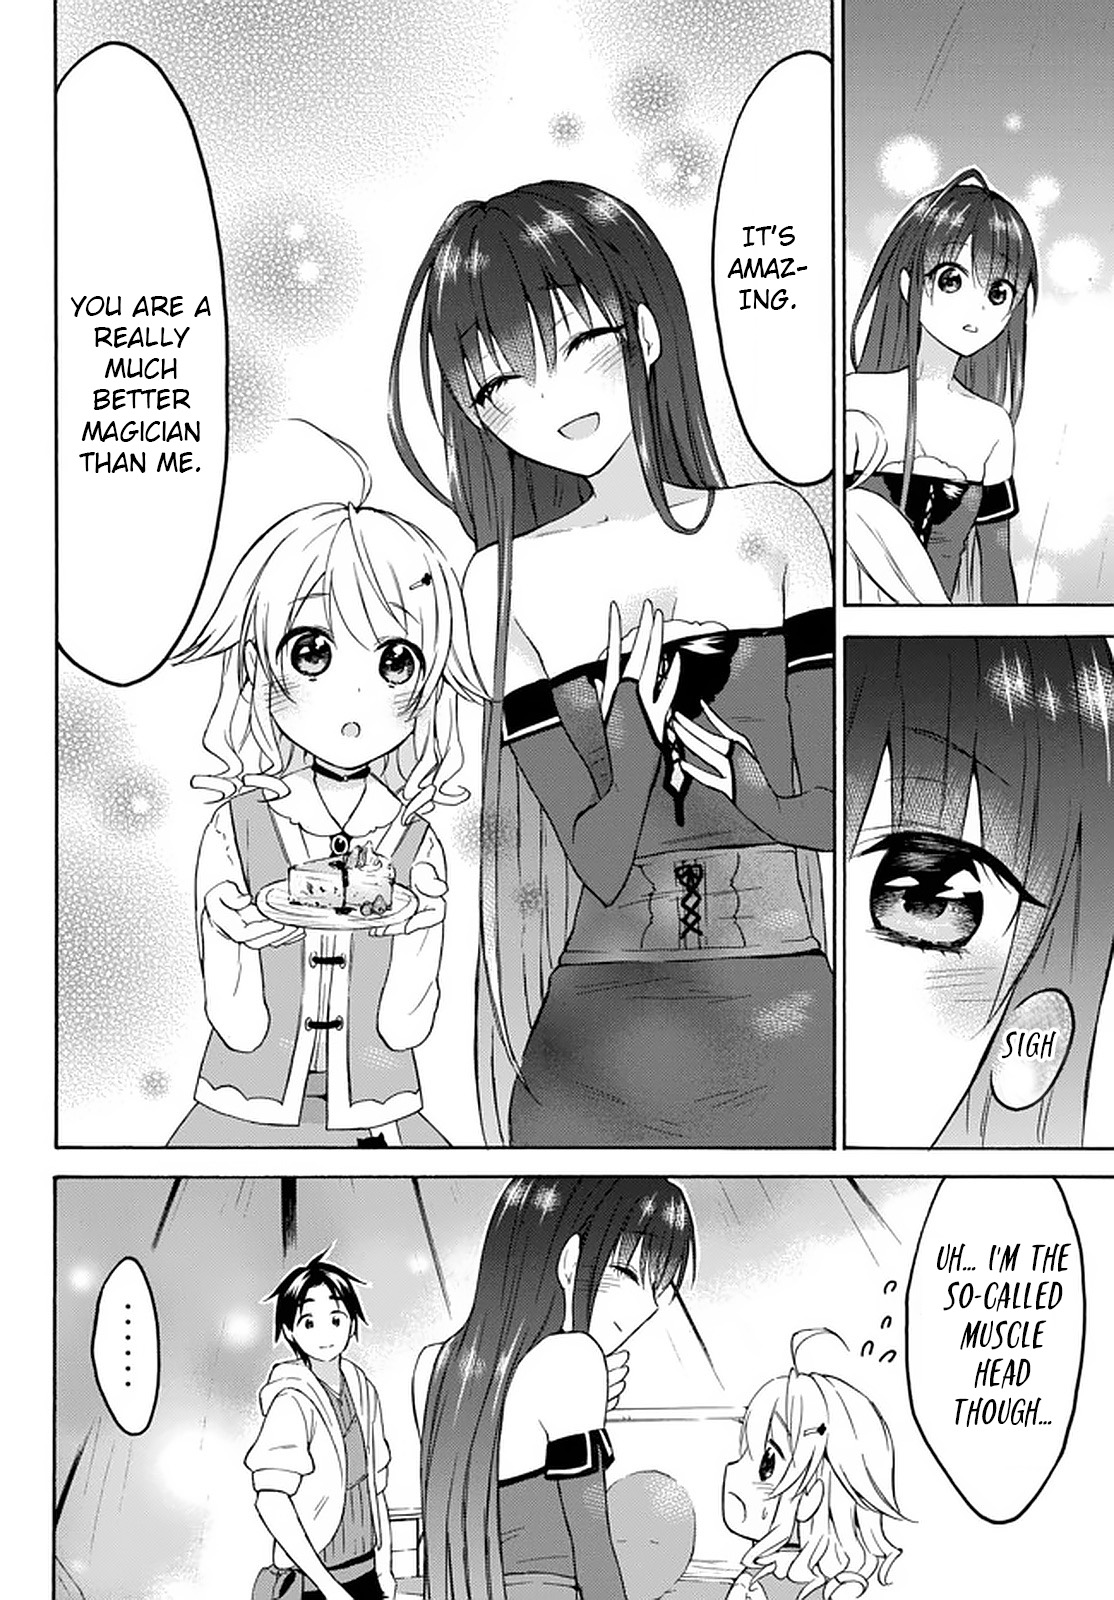 SIGH
IT'S
AMAZ-
ING.
YOU ARE A
REALLY
MUCH
BETTER
MAGICIAN
THAN ME.
UH... I'M THE
SO-CALLED
MUSCLE
HEAD
THOUGH...
.......